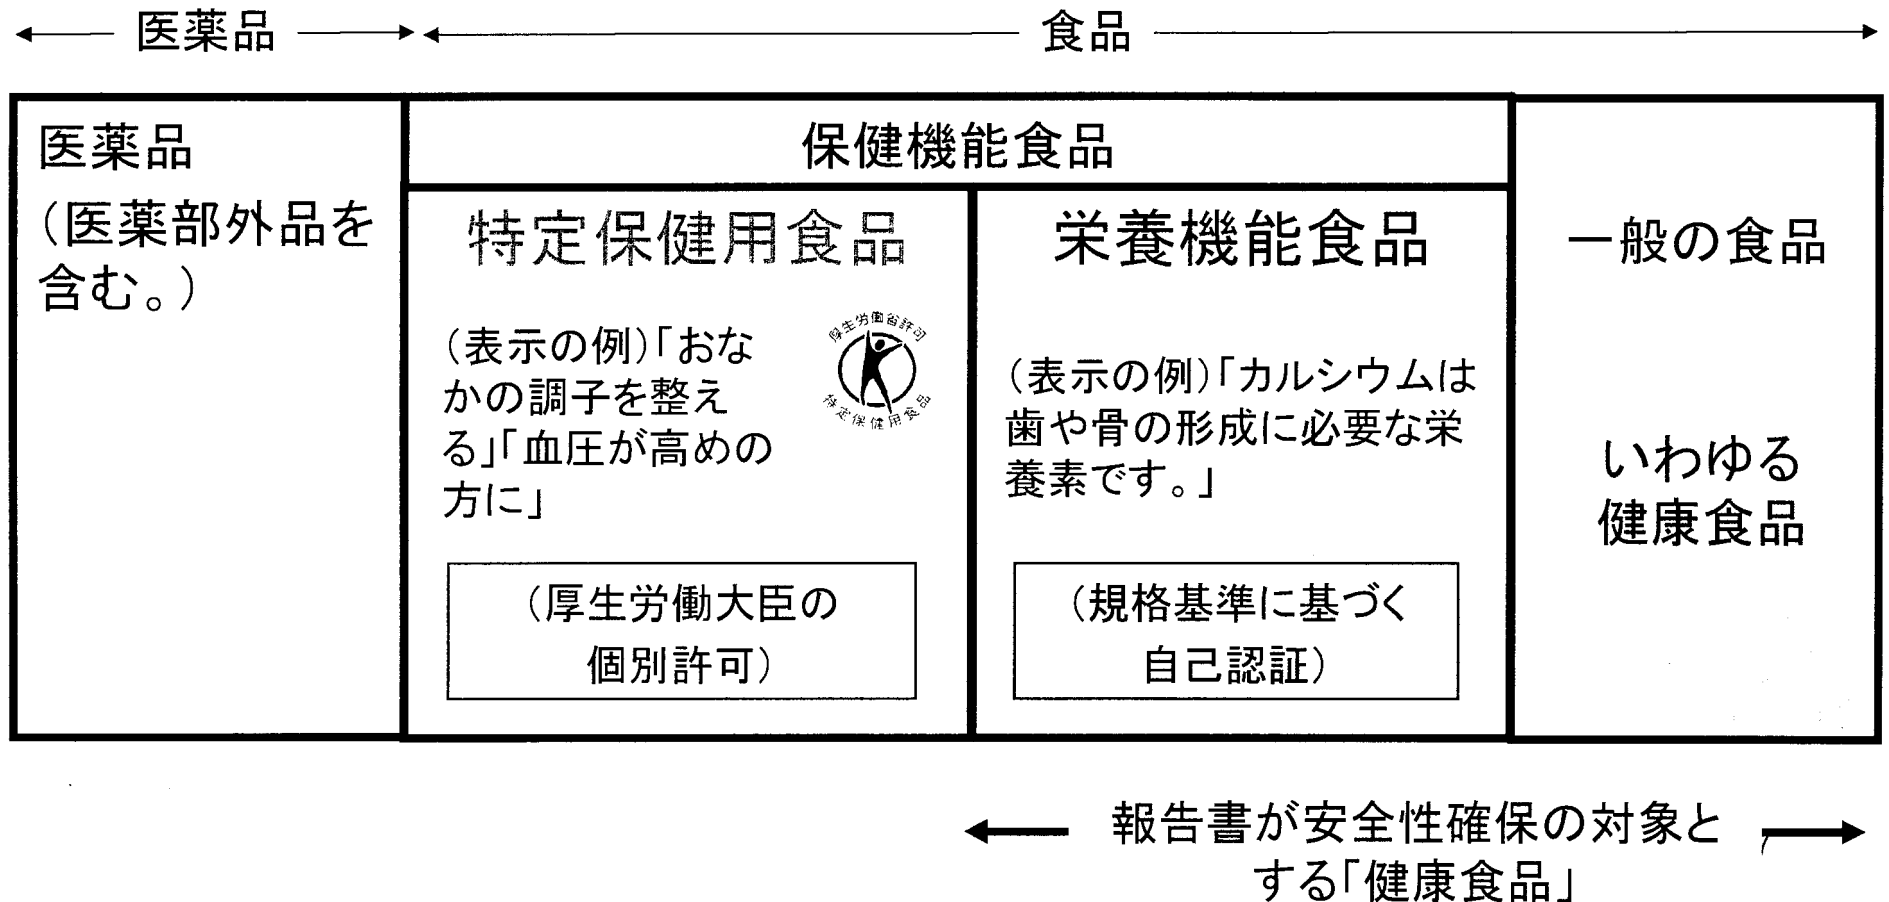 医薬品
食品
医薬品
(医薬部外品を
含む。)
保健機能食品
特定保健用食品
(表示の例)「おな
かの調子を整え
る」「血圧が高めの
方に」
厚生労働省許可
特定保健用食品
(厚生労働大臣の
個別許可)
栄養機能食品
(表示の例)「カルシウムは
歯や骨の形成に必要な栄
養素です。」
(規格基準に基づく
自己認証)
一般の食品
いわゆる
健康食品
報告書が安全性確保の対象と
する「健康食品」